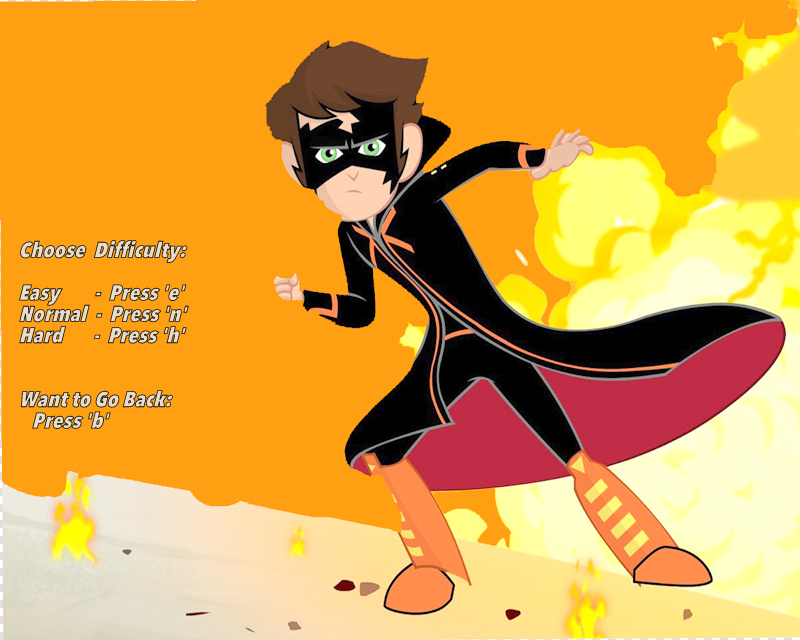 Choose Difficulty:
Easy - Press 'e'
Normal - Press 'n'
Hard - Press 'h'
Want to Go Back:
Press 'b'